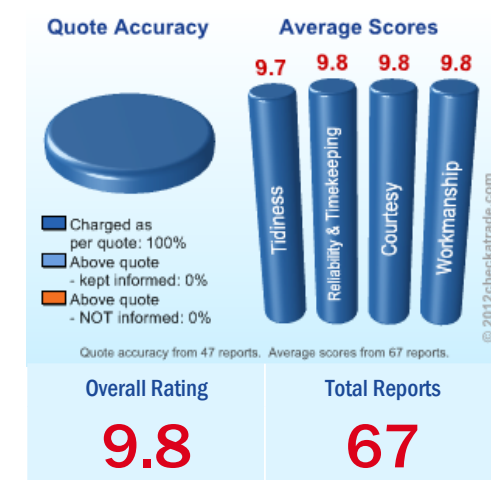 Quote Accuracy
Average Scores
9.7
9.8
9.8
9.8
Tidiness
Reliability & Timekeeping
Courtesy
Workmanship
Charged as
per quote: 100%
Above quote
- kept informed: 0%
Above quote
- NOT informed: 0%
© 2012checkatrade.com
Quote accuracy from 47 reports. Average scores from 67 reports.
Overall Rating
Total Reports
9.8
67